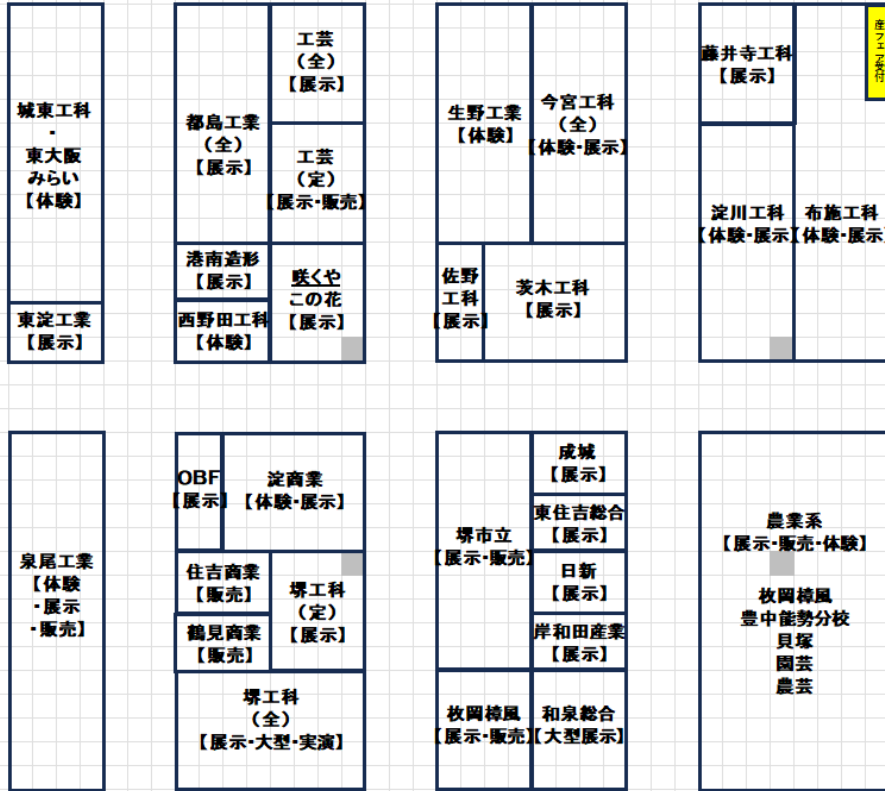 城東工科
・
東大阪
みらい
【体験】
東淀工業
【展示】
都島工業
（全）
【展示】
工芸
（全）
【展示】
工芸
（定）
【展示・販売】
港南造形
【展示】
西野田工科
【体験】
咲くや
この花
【展示】
生野工業
【体験】
今宮工科
（全）
【体験・展示】
佐野
工科
【展示】
茨木工科
【展示】
藤井寺工科
【展示】
産フェア受付
淀川工科
【体験・展示】
布施工科
【体験・展示
泉尾工業
【体験
・展示
・販売】
OBF
【展示】
淀商業
【体験・展示】
住吉商業
【販売】
鶴見商業
【販売】
堺工科
（定）
【展示】
堺工科
（全）
【展示・大型・実演】
堺市立
【展示・販売】
成城
【展示】
東住吉総合
【展示】
日新
【展示】
岸和田産業
【展示】
枚岡樟風
【展示・販売】
和泉総合
【大型展示】
農業系
【展示・販売・体験】
枚岡樟風
豊中能勢分校
貝塚
園芸
農芸